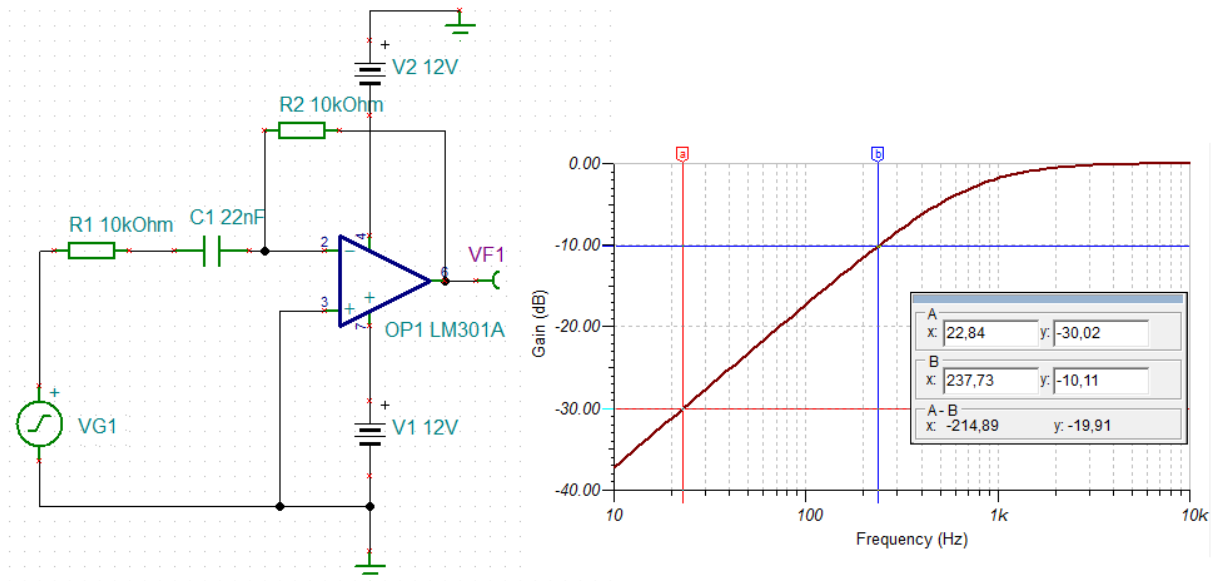 +
V2 12V
R2 10kOhm
R1 10kOhm
C1 22nF
2
4
−
3
+
+
7
6
VF1
OP1 LM301A
+
VG1
+
V1 12V
a
b
0.00
-10.00
-20.00
-30.00
-40.00
Gain (dB)
10
100
1k
10k
Frequency (Hz)
A
x: 22,84 y: -30,02
B
x: 237,73 y: -10,11
A - B
x: -214,89 y: -19,91